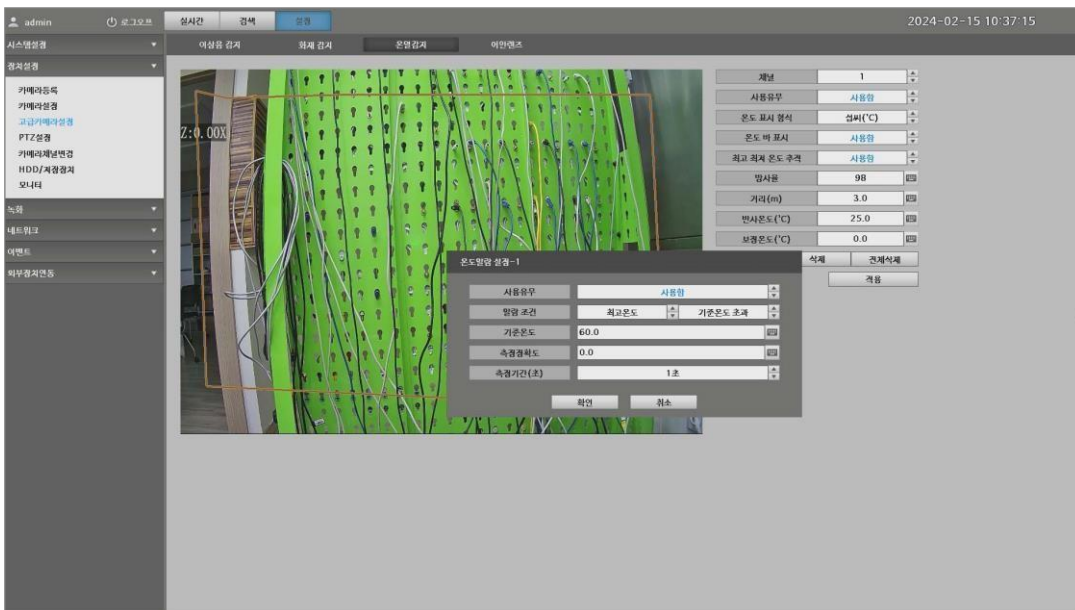 admin 로그오프 실시간 검색 설정 2024-02-15 10:37:15
시스템설정 이상음 감지 화재 감지 온열감지 어안렌즈
장치설정
카메라등록
카메라설정
고급카메라설정
PTZ설정
카메라채널변경
HDD/저장장치
모니터
녹화
네트워크
이벤트
외부장치연동
Z:0.00X
채널 1
사용유무 사용함
온도 표시 형식 섭씨(℃)
온도 바 표시 사용함
최고 최저 온도 추적 사용함
방사율 98
거리(m) 3.0
반사온도(℃) 25.0
보정온도(℃) 0.0
삭제 전체삭제
적용
온도알람 설정-1
사용유무 사용함
알람 조건 최고온도 기준온도 초과
기준온도 60.0
측정정확도 0.0
측정기간(초) 1초
확인 취소